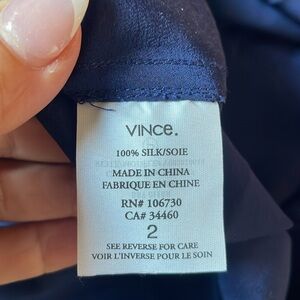 VINCE.
100% SILK/SOIE
MADE IN CHINA
FABRIQUE EN CHINE
RN# 106730
CA# 34460
2
SEE REVERSE FOR CARE
VOIR L'INVERSE POUR LE SOIN